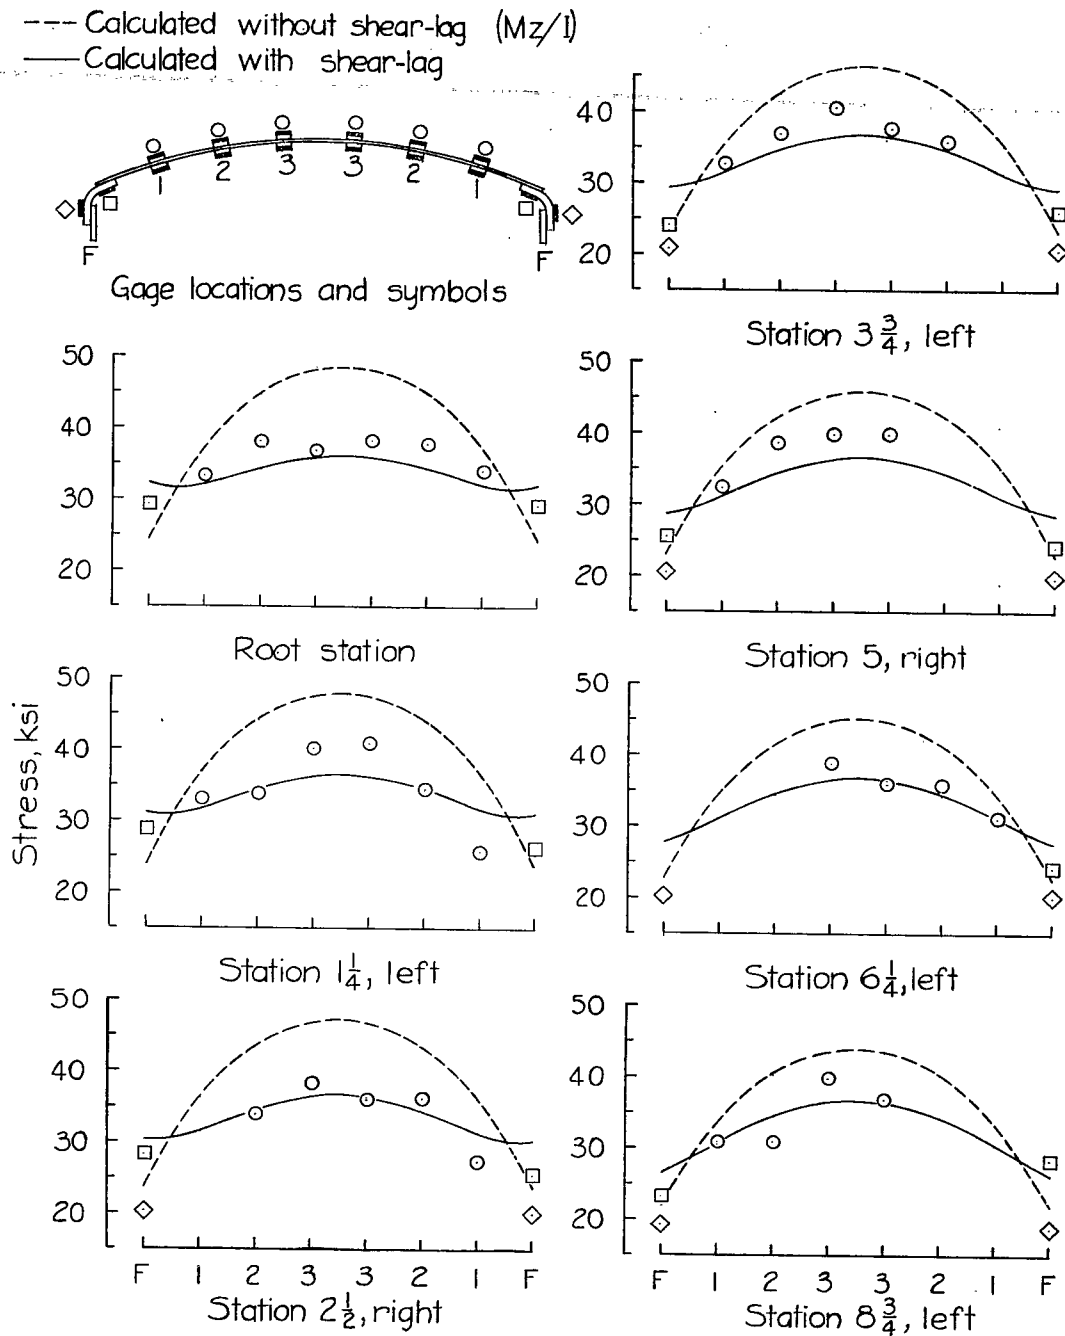 --- Calculated without shear-lag (Mz/I)
— Calculated with shear-lag
1 2 3 3 2 1
F F
Gage locations and symbols
40
30
20
Station 3 3/4, left
50
40
30
20
Root station
50
40
30
20
Station 5, right
Stress, ksi
50
40
30
20
Station 1 1/4, left
50
40
30
20
Station 6 1/4, left
50
40
30
20
F 1 2 3 3 2 1 F
Station 2 1/2, right
50
40
30
20
F 1 2 3 3 2 1 F
Station 8 3/4, left